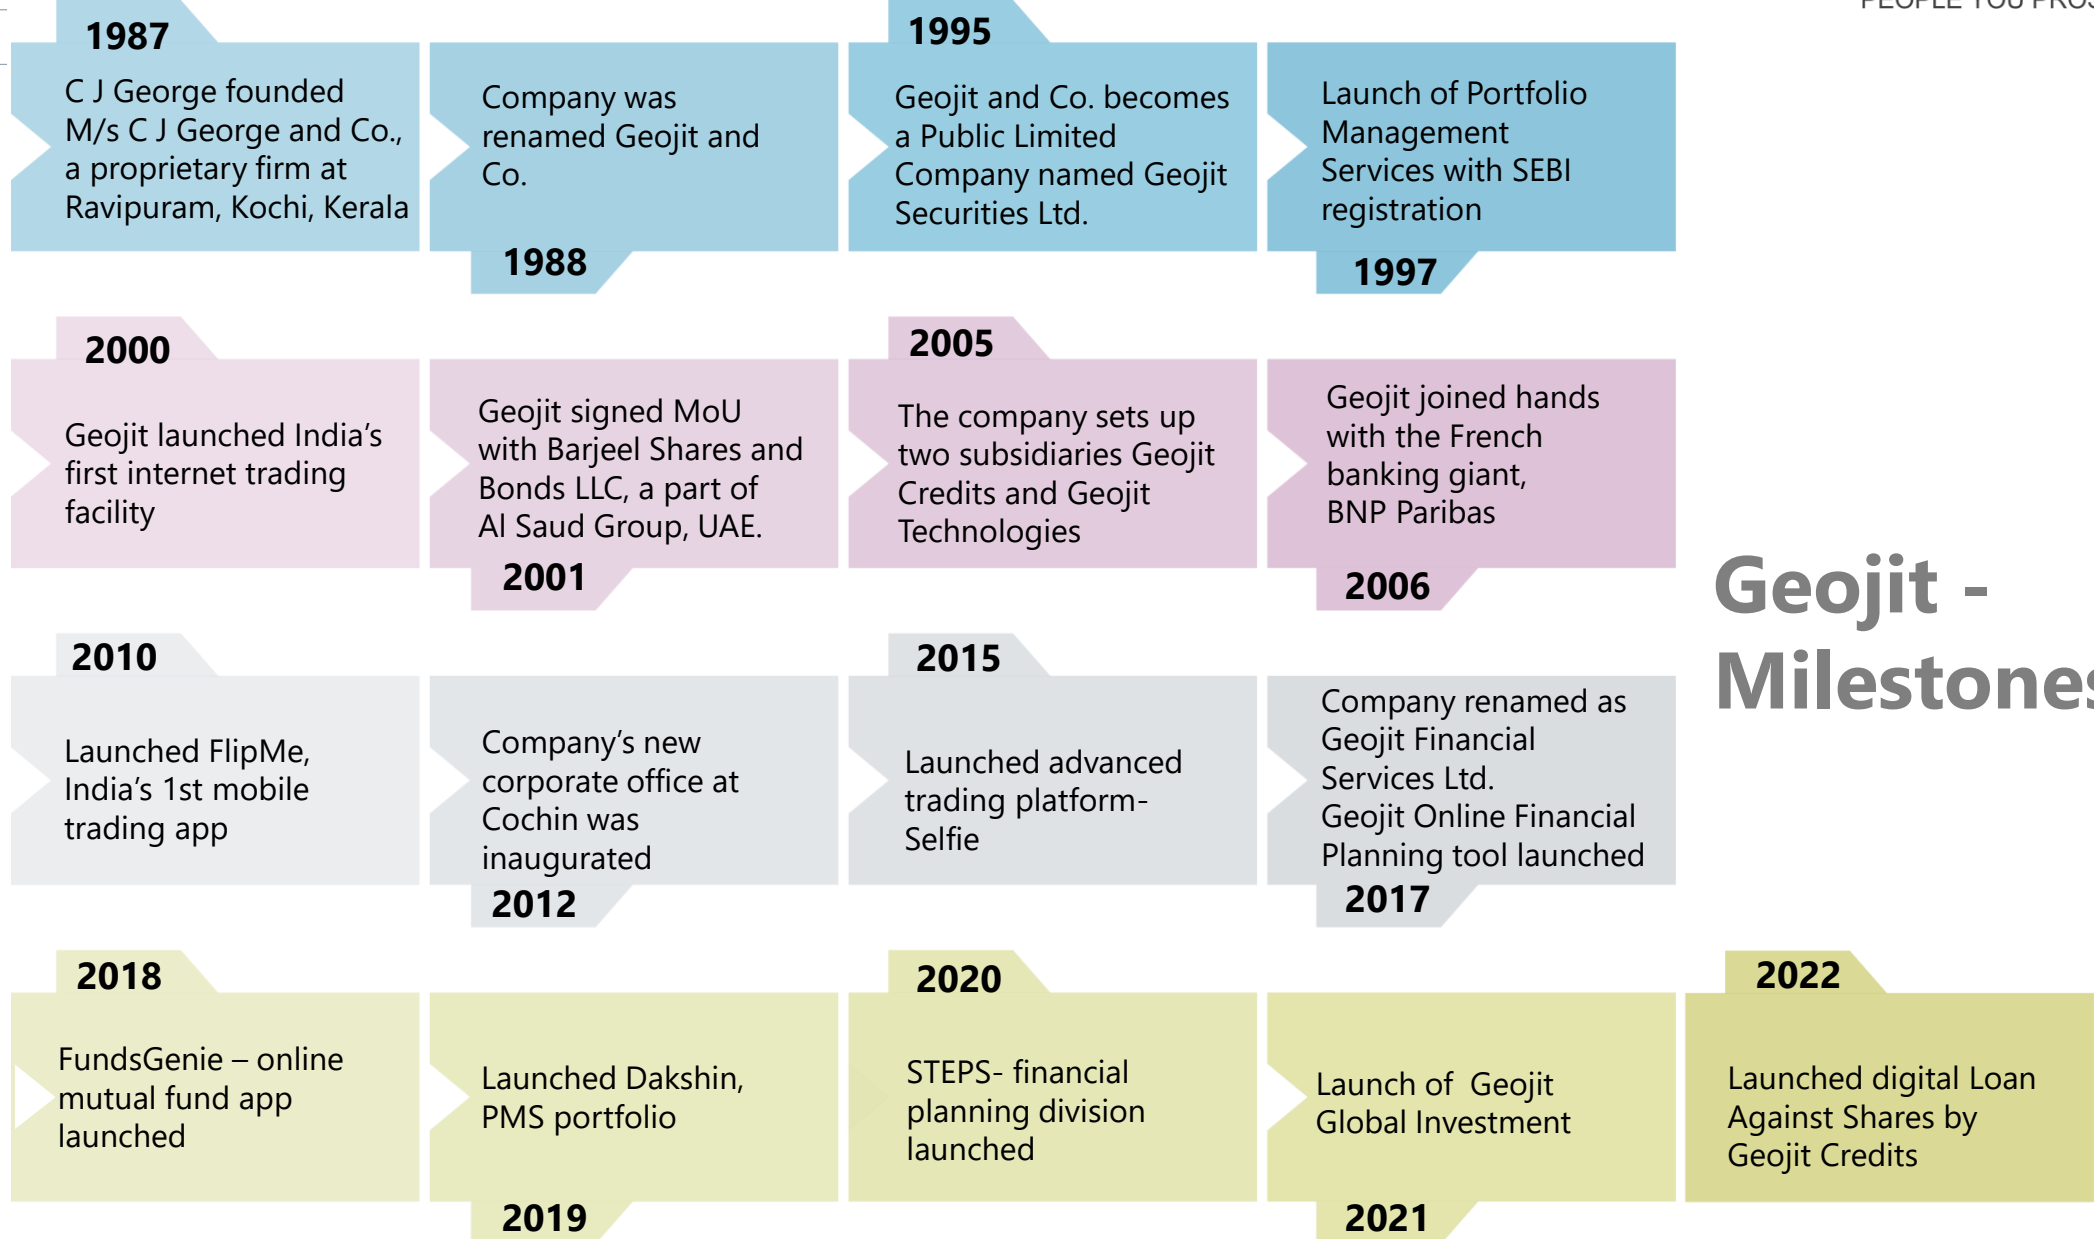 PEOPLE YOU
1987
C J George founded
M/s C J George and Co.,
a proprietary firm at
Ravipuram, Kochi, Kerala
Company was
renamed Geojit and
Co.
1988
1995
Geojit and Co. becomes
a Public Limited
Company named Geojit
Securities Ltd.
Launch of Portfolio
Management
Services with SEBI
registration
1997
2000
Geojit launched India’s
first internet trading
facility
Geojit signed MoU
with Barjeel Shares and
Bonds LLC, a part of
Al Saud Group, UAE.
2001
2005
The company sets up
two subsidiaries Geojit
Credits and Geojit
Technologies
Geojit joined hands
with the French
banking giant,
BNP Paribas
2006
Geojit -
Milestones
2010
Launched FlipMe,
India’s 1st mobile
trading app
Company’s new
corporate office at
Cochin was
inaugurated
2012
2015
Launched advanced
trading platform-
Selfie
Company renamed as
Geojit Financial
Services Ltd.
Geojit Online Financial
Planning tool launched
2017
2018
FundsGenie – online
mutual fund app
launched
Launched Dakshin,
PMS portfolio
2019
2020
STEPS- financial
planning division
launched
Launch of  Geojit
Global Investment
2021
2022
Launched digital Loan
Against Shares by
Geojit Credits